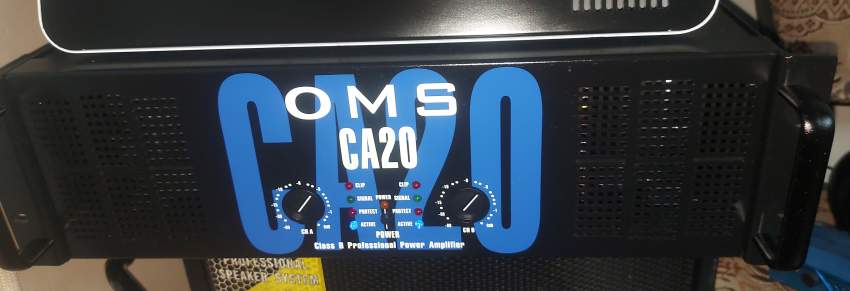 CA20
OMS
CA20
CLIP CLIP
SIGNAL POWER SIGNAL
PROTECT PROTECT
ACTIVE ACTIVE
CH A POWER CH B
Class H Professional Power Amplifier
PROFESSIONAL
SPEAKER SYSTEM